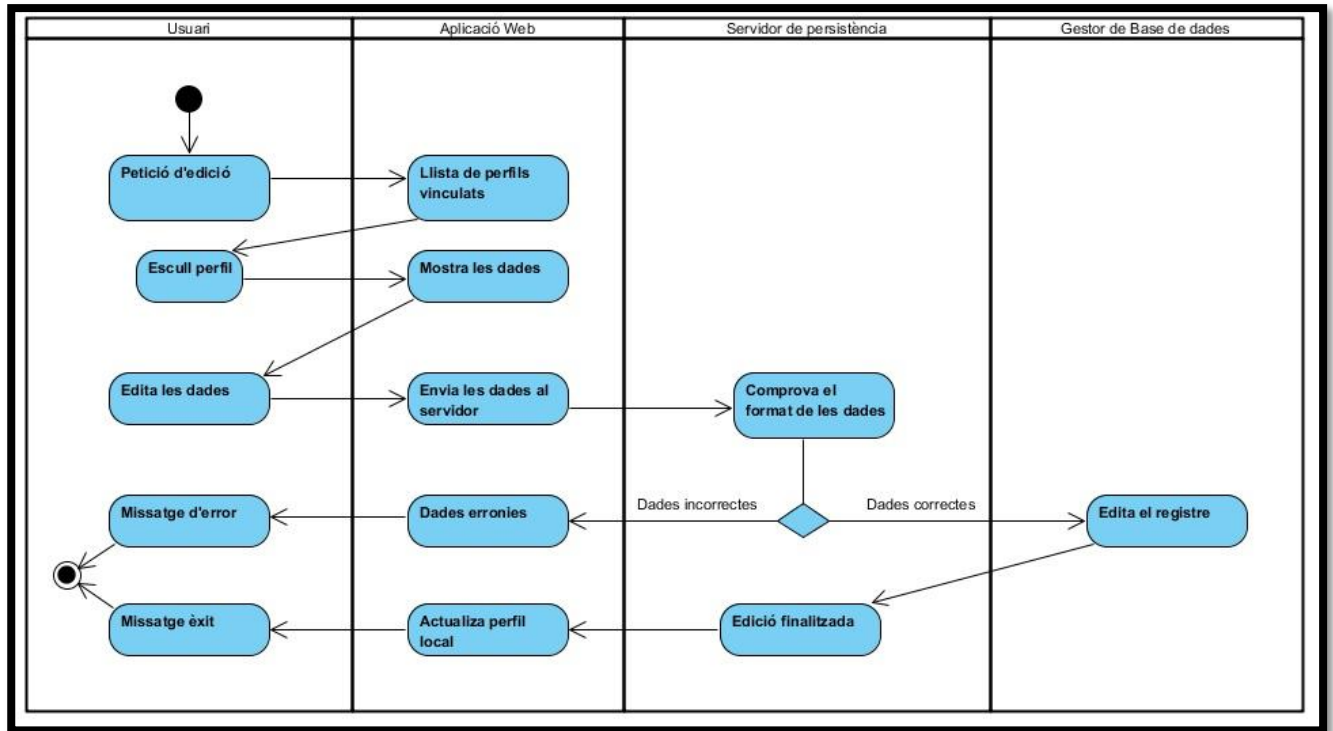 Usuari
Aplicació Web
Servidor de persistència
Gestor de Base de dades
Petició d'edició
Llista de perfils
vinculats
Escull perfil
Mostra les dades
Edita les dades
Envia les dades al
servidor
Comprova el
format de les dades
Missatge d'error
Dades erronies
Dades incorrectes
Dades correctes
Edita el registre
Missatge èxit
Actualiza perfil
local
Edició finalitzada